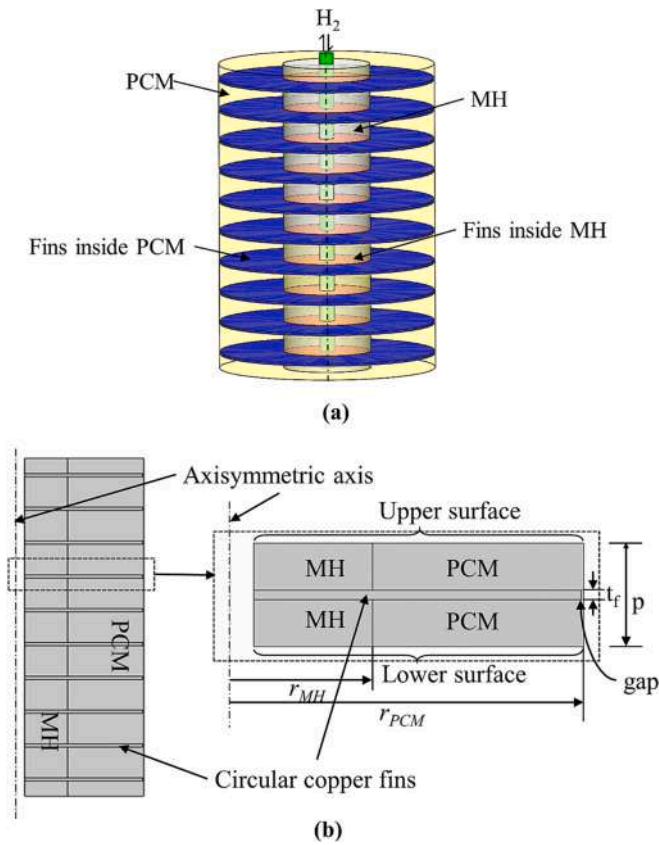 H2
PCM
MH
Fins inside PCM
Fins inside MH
(a)
Axisymmetric axis
Upper surface
MH
PCM
tf
p
MH
PCM
Lower surface
gap
rMH
rPCM
PCM
MH
Circular copper fins
(b)